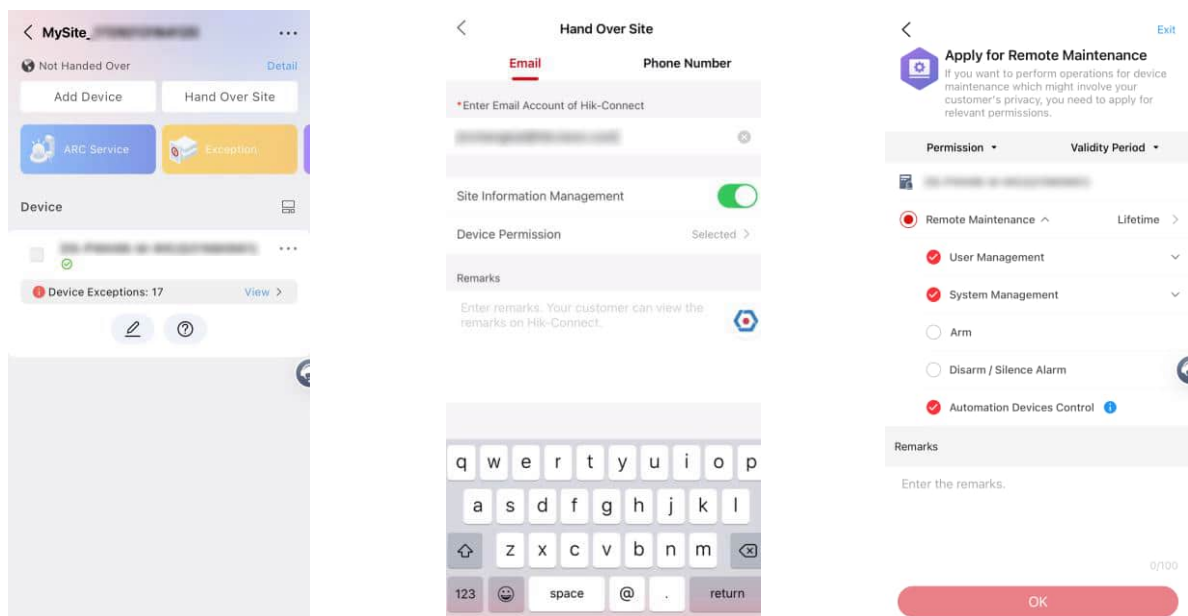 MySite_
Not Handed Over
Detail
Add Device
Hand Over Site
ARC Service
Exception
Device
Device Exceptions: 17
View >
Hand Over Site
Email
Phone Number
*Enter Email Account of Hik-Connect
Site Information Management
Device Permission
Selected >
Remarks
Enter remarks. Your customer can view the
remarks on Hik-Connect.
q w e r t y u i o p
a s d f g h j k l
z x c v b n m
123
space
@
.
return
Exit
Apply for Remote Maintenance
If you want to perform operations for device
maintenance which might involve your
customer's privacy, you need to apply for
relevant permissions.
Permission
Validity Period
Remote Maintenance
Lifetime >
User Management
System Management
Arm
Disarm / Silence Alarm
Automation Devices Control
Remarks
Enter the remarks.
0/100
OK